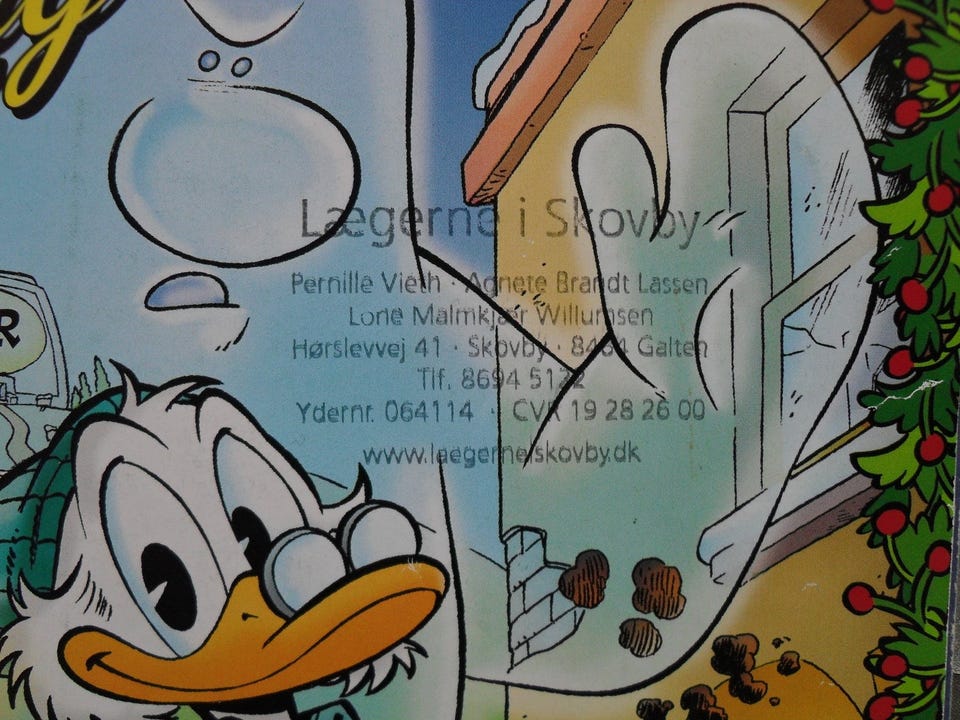 Lægerne i Skovby
Pernille Vieth · Agnete Brandt Lassen
Lone Malmkjær Willumsen
Hørslevvej 41 · Skovby · 8464 Galten
Tlf. 8694 5122
Ydernr. 064114 · CVR 19 28 26 00
www.laegerneiskovby.dk